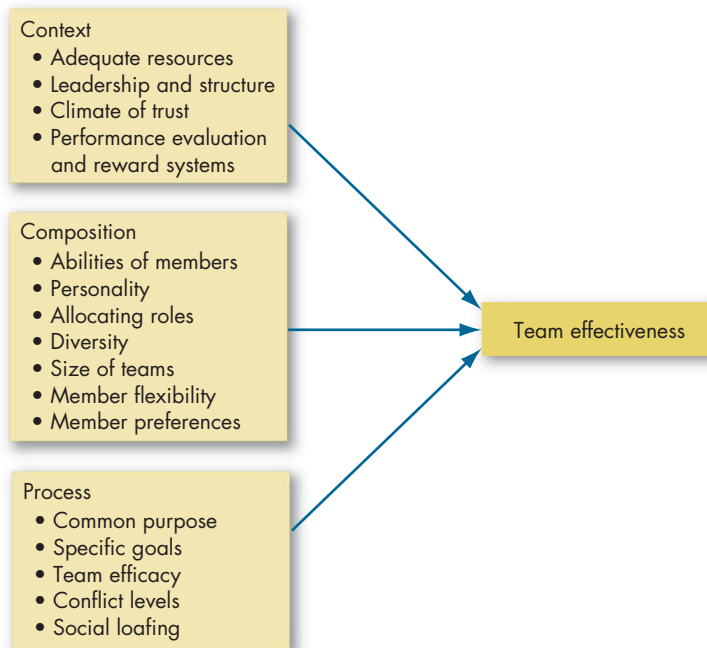 Context
• Adequate resources
• Leadership and structure
• Climate of trust
• Performance evaluation
and reward systems
Composition
• Abilities of members
• Personality
• Allocating roles
• Diversity
• Size of teams
• Member flexibility
• Member preferences
Process
• Common purpose
• Specific goals
• Team efficacy
• Conflict levels
• Social loafing
Team effectiveness